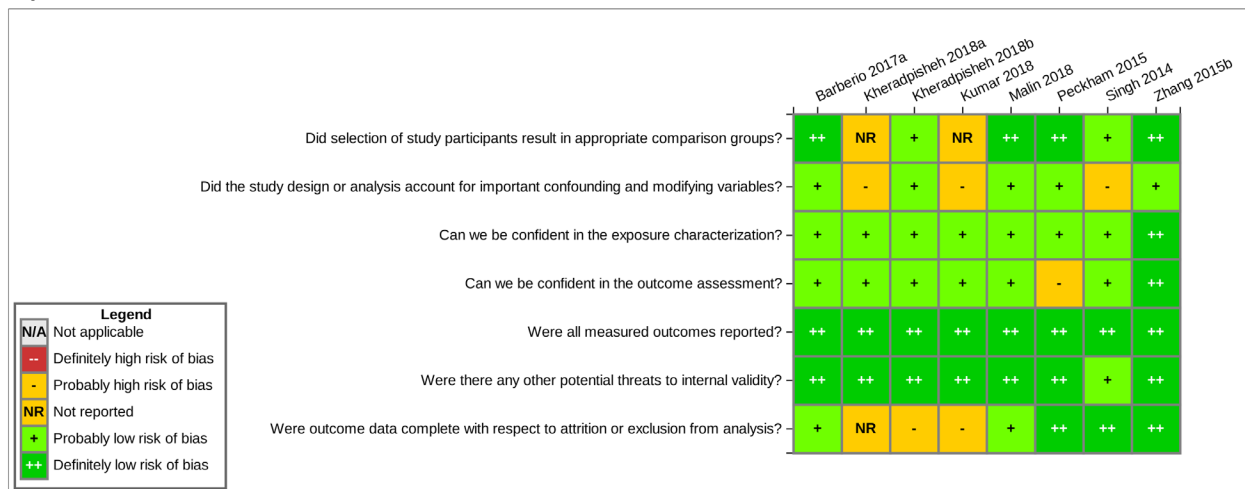 Barberio 2017a
Kheradpisheh 2018a
Kheradpisheh 2018b
Kumar 2018
Malin 2018
Peckham 2015
Singh 2014
Zhang 2015b
Did selection of study participants result in appropriate comparison groups? ++ NR + NR ++ ++ + ++
Did the study design or analysis account for important confounding and modifying variables? + - + - + + - +
Can we be confident in the exposure characterization? + + + + + + + ++
Can we be confident in the outcome assessment? + + + + + - + ++
Were all measured outcomes reported? ++ ++ ++ ++ ++ ++ ++ ++
Were there any other potential threats to internal validity? ++ ++ ++ ++ ++ ++ + ++
Were outcome data complete with respect to attrition or exclusion from analysis? + NR - - + ++ ++ ++
Legend
N/A Not applicable
-- Definitely high risk of bias
- Probably high risk of bias
NR Not reported
+ Probably low risk of bias
++ Definitely low risk of bias